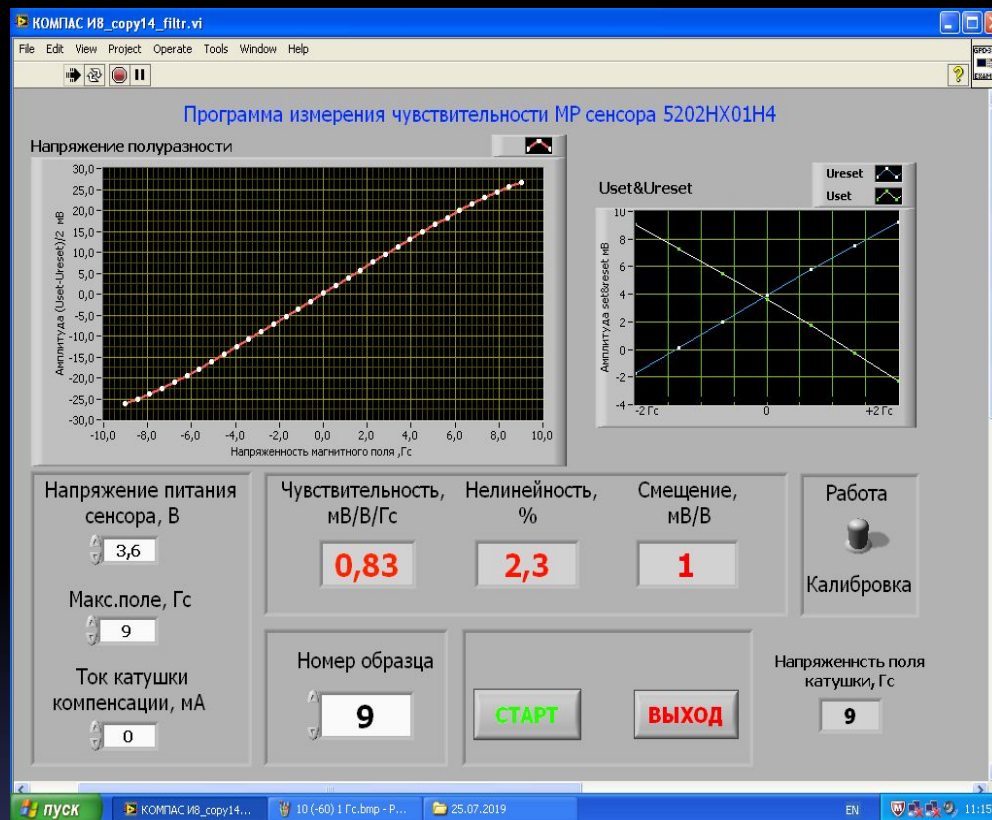 КОМПАС И8_copy14_filtr.vi
File Edit View Project Operate Tools Window Help
Программа измерения чувствительности МР сенсора 5202НХ01Н4
Напряжение полуразности
30,0
25,0
20,0
15,0
10,0
5,0
0,0
-5,0
-10,0
-15,0
-20,0
-25,0
-30,0
Амплитуда (Uset-Ureset)/2 мВ
-10,0 -8,0 -6,0 -4,0 -2,0 0,0 2,0 4,0 6,0 8,0 10,0
Напряженность магнитного поля ,Гс
Ureset
Uset
Uset&Ureset
10
8
6
4
2
0
-2
-4
Амплитуда set&reset мВ
-2 Гс 0 +2 Гс
Напряжение питания
сенсора, В
3,6
Макс.поле, Гс
9
Ток катушки
компенсации, мА
0
Чувствительность,
мВ/В/Гс
0,83
Нелинейность,
%
2,3
Смещение,
мВ/В
1
Работа
Калибровка
Номер образца
9
СТАРТ
ВЫХОД
Напряженнсть поля
катушки, Гс
9
пуск
КОМПАС И8_copy14...
10 (-60) 1 Гс.bmp - P...
25.07.2019
EN
11:15